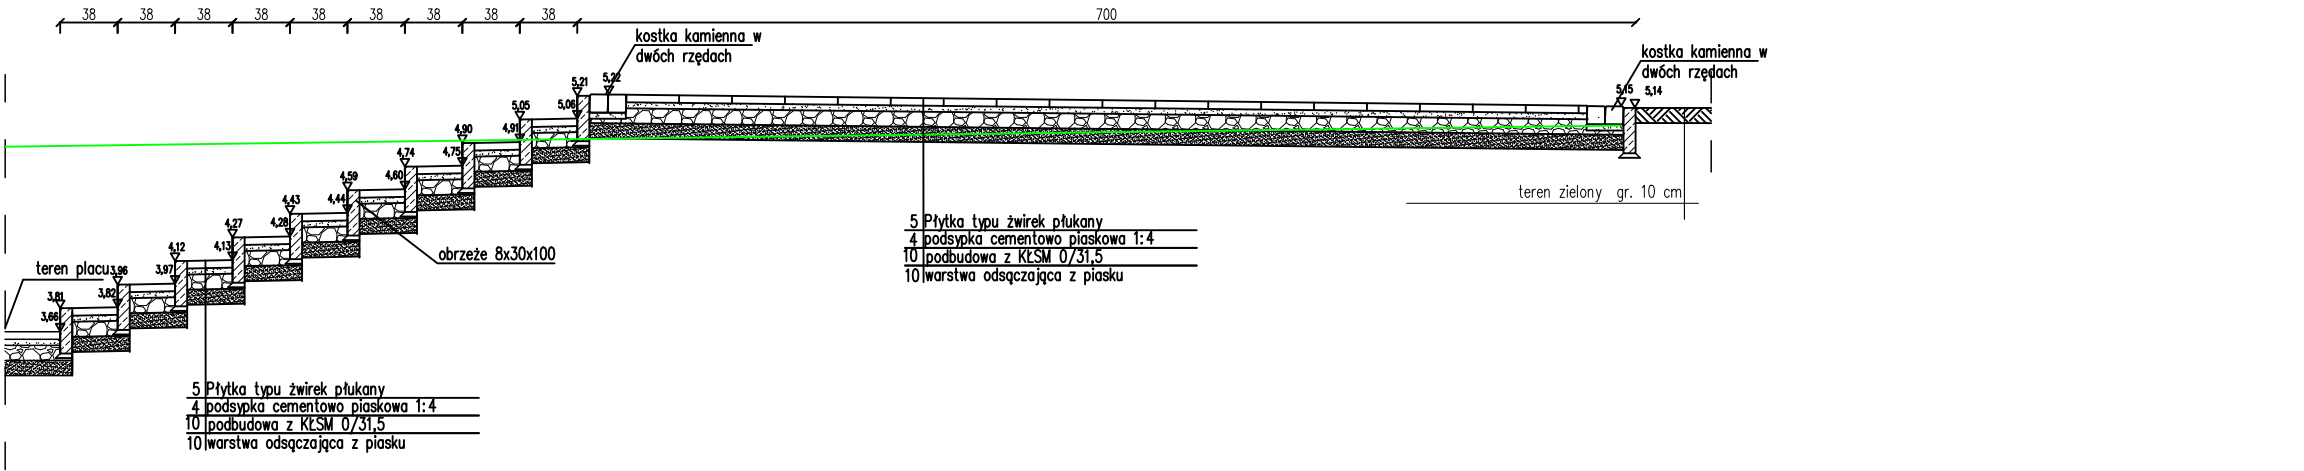 38 38 38 38 38 38 38 38 38 700
kostka kamienna w
dwóch rzędach
kostka kamienna w
dwóch rzędach
5,21 5,22
5,15 5,14
5,05 5,06
4,90 4,91
4,74 4,75
4,59 4,60
4,43 4,44
4,27 4,28
4,12 4,13
3,96 3,97
3,81 3,82
3,66
teren placu
obrzeże 8x30x100
teren zielony gr. 10 cm
5 Płytka typu żwirek płukany
4 podsypka cementowo piaskowa 1:4
10 podbudowa z KŁSM 0/31,5
10 warstwa odsączająca z piasku
5 Płytka typu żwirek płukany
4 podsypka cementowo piaskowa 1:4
10 podbudowa z KŁSM 0/31,5
10 warstwa odsączająca z piasku